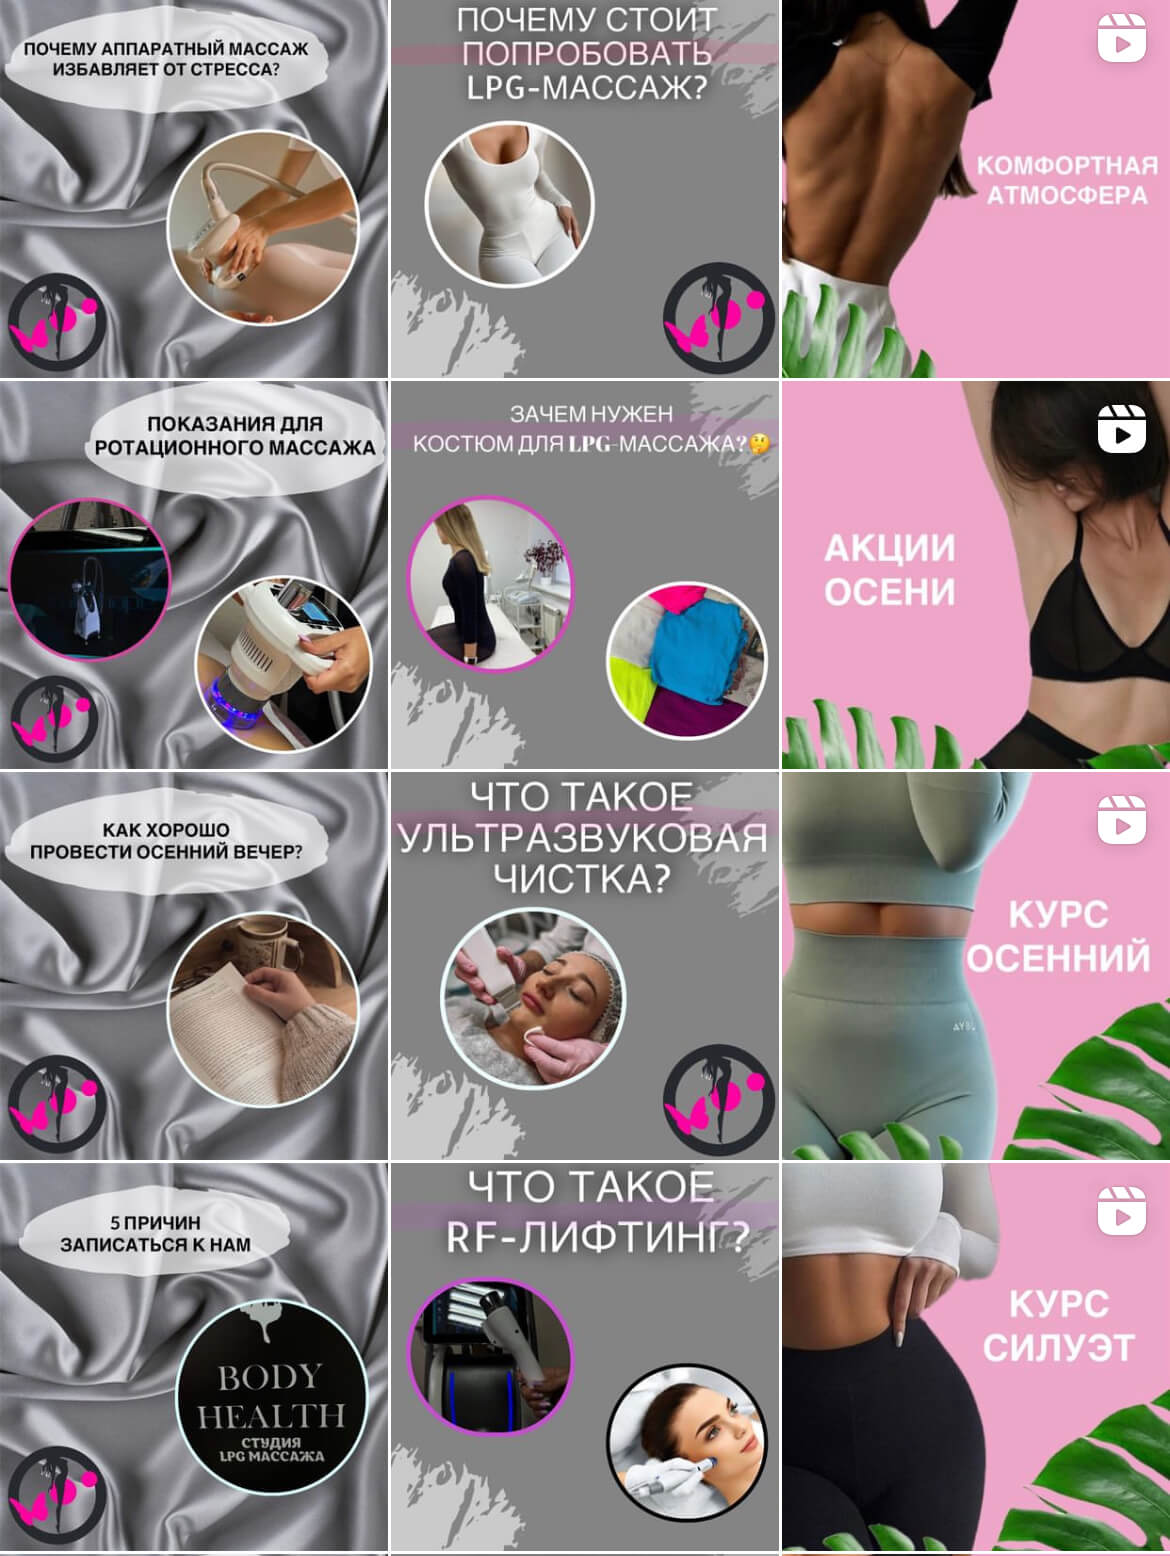 ПОЧЕМУ АППАРАТНЫЙ МАССАЖ
ИЗБАВЛЯЕТ ОТ СТРЕССА?
ПОЧЕМУ СТОИТ
ПОПРОБОВАТЬ
LPG-МАССАЖ?
КОМФОРТНАЯ
АТМОСФЕРА
ПОКАЗАНИЯ ДЛЯ
РОТАЦИОННОГО МАССАЖА
ЗАЧЕМ НУЖЕН
КОСТЮМ ДЛЯ LPG-МАССАЖА?🤔
АКЦИИ
ОСЕНИ
КАК ХОРОШО
ПРОВЕСТИ ОСЕННИЙ ВЕЧЕР?
ЧТО ТАКОЕ
УЛЬТРАЗВУКОВАЯ
ЧИСТКА?
КУРС
ОСЕННИЙ
5 ПРИЧИН
ЗАПИСАТЬСЯ К НАМ
BODY
HEALTH
СТУДИЯ
LPG МАССАЖА
ЧТО ТАКОЕ
RF-ЛИФТИНГ?
КУРС
СИЛУЭТ